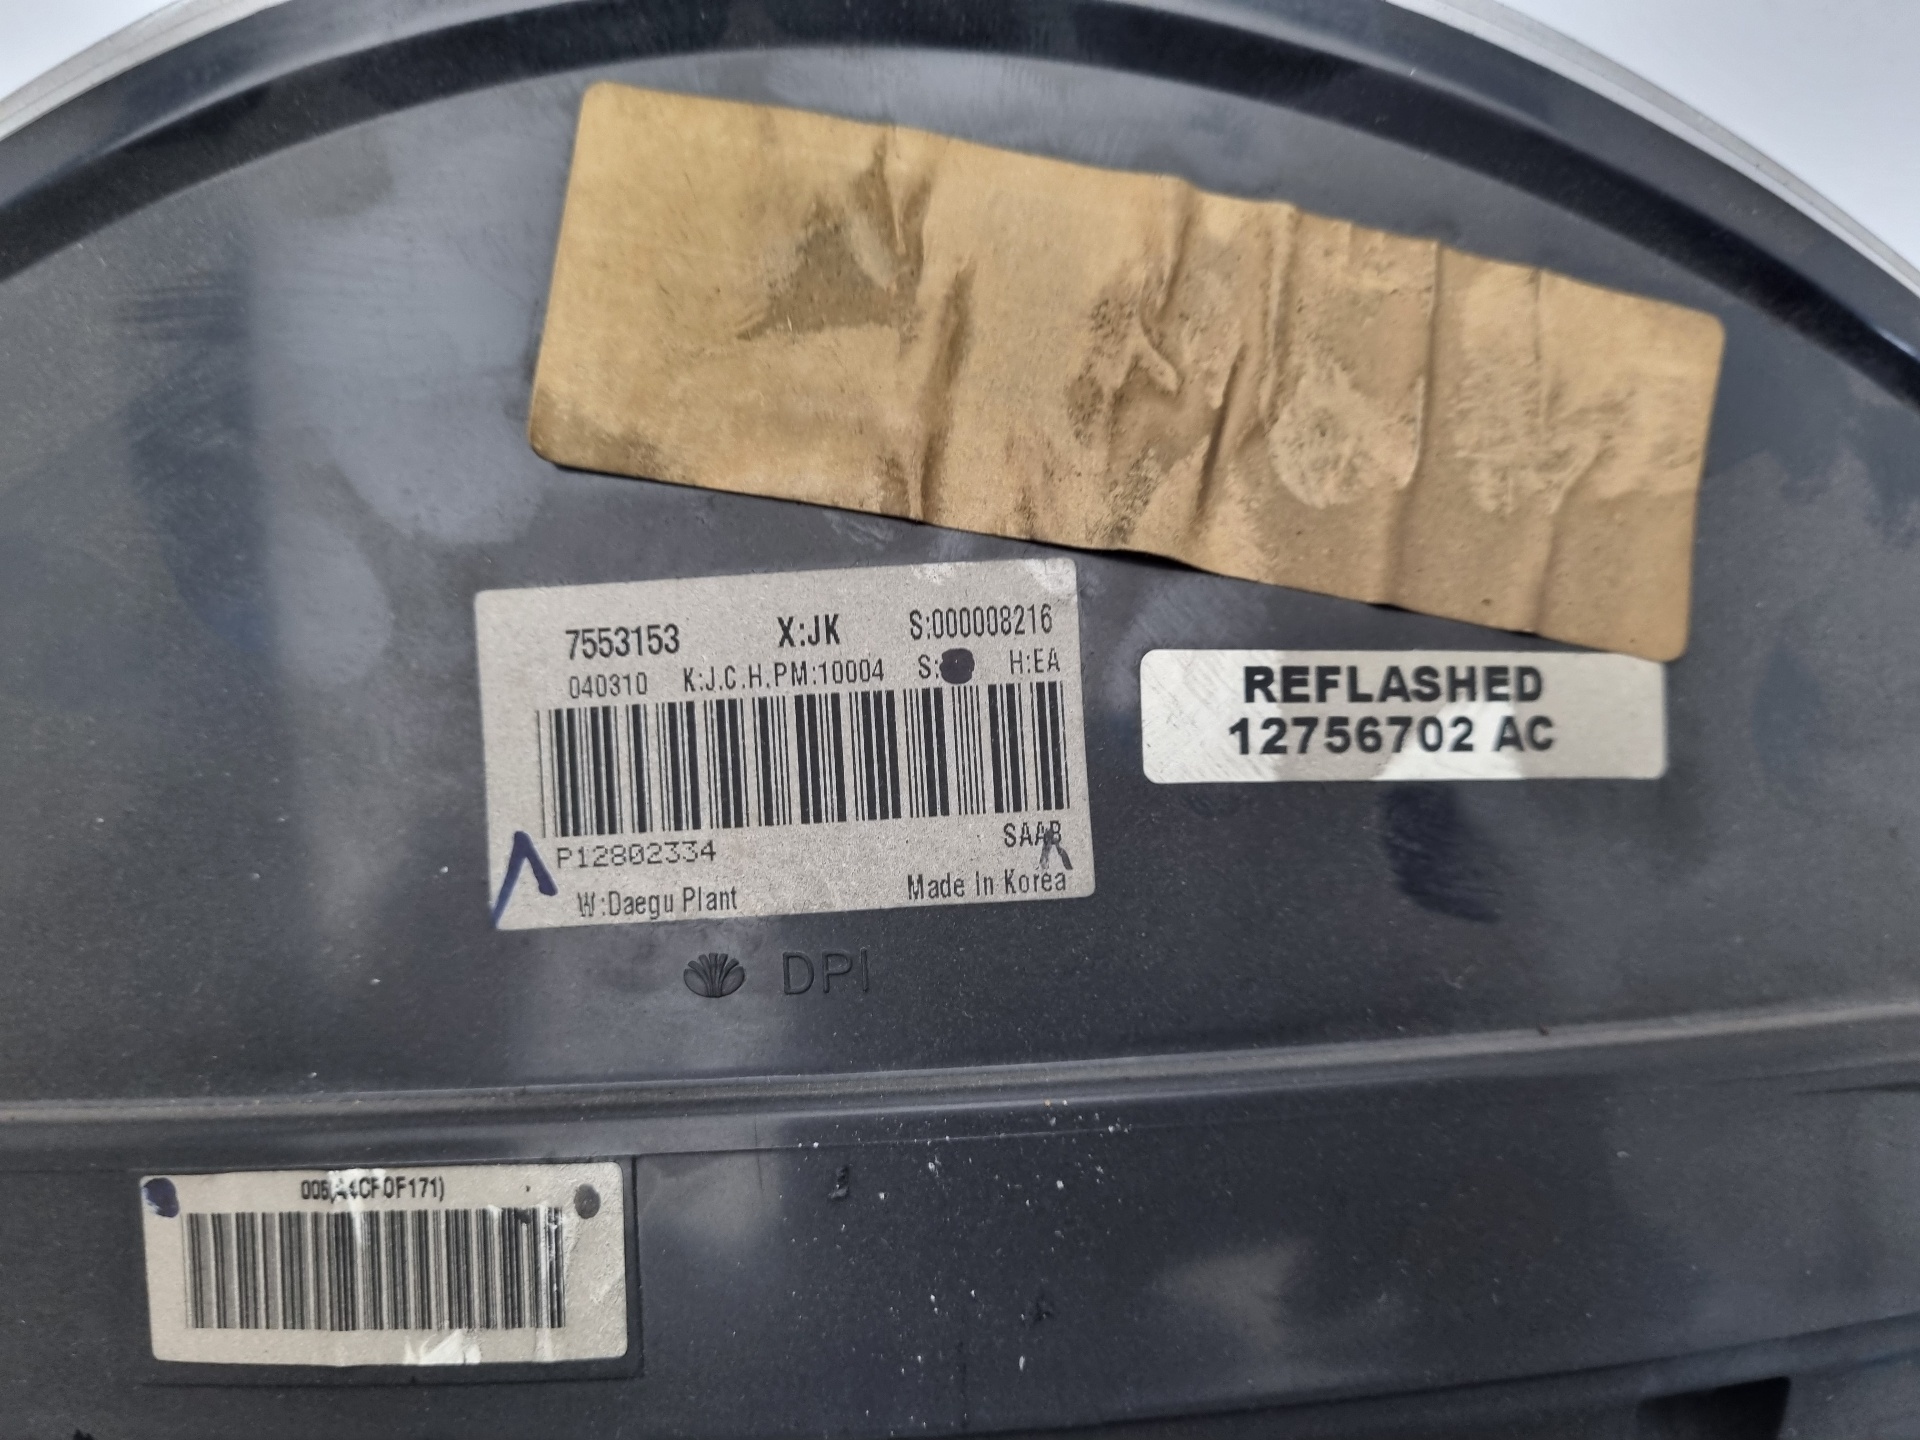 7553153 X:JK S:000008216
040310 K:J.C.H.PM:10004 S: H:EA
P12802334 SAAB
W:Daegu Plant Made In Korea
REFLASHED
12756702 AC
DPI